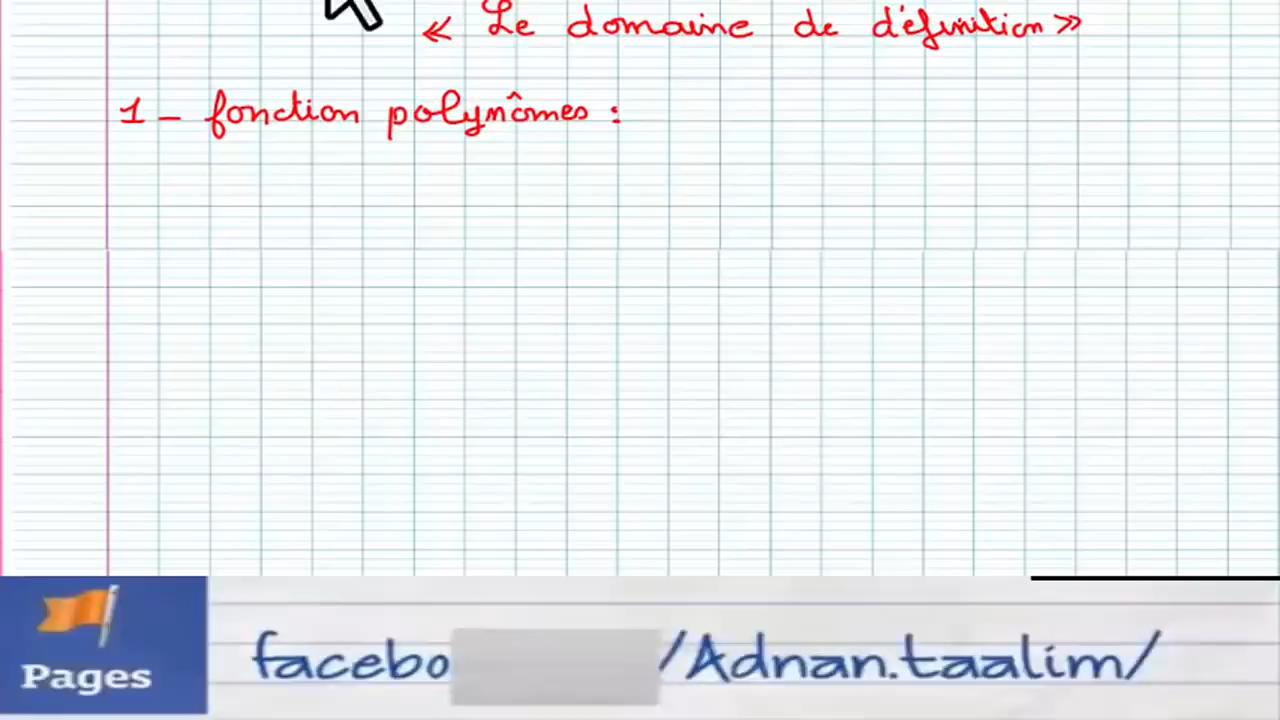 « Le domaine de définition »
1 - fonction polynômes :
Pages
facebo /Adnan.taalim/